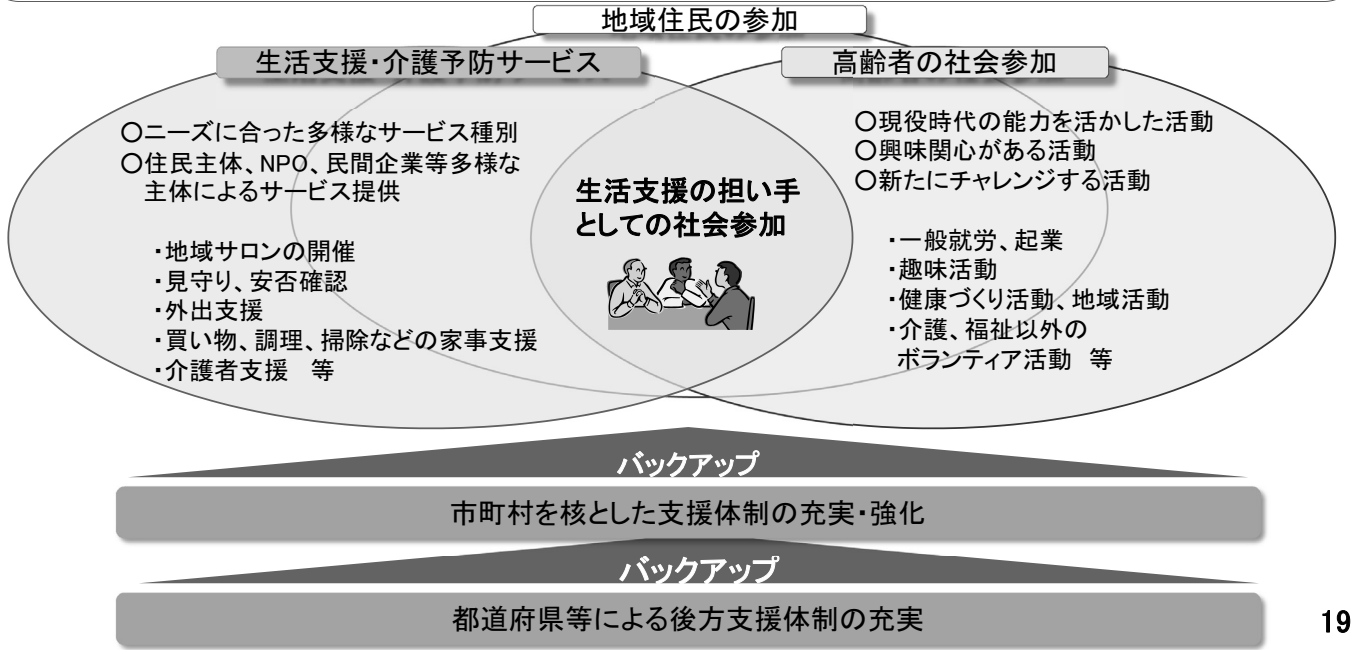 地域住民の参加
生活支援・介護予防サービス
○ニーズに合った多様なサービス種別
○住民主体、NPO、民間企業等多様な
主体によるサービス提供
・地域サロンの開催
・見守り、安否確認
・外出支援
・買い物、調理、掃除などの家事支援
・介護者支援　等
生活支援の担い手
としての社会参加
高齢者の社会参加
○現役時代の能力を活かした活動
○興味関心がある活動
○新たにチャレンジする活動
・一般就労、起業
・趣味活動
・健康づくり活動、地域活動
・介護、福祉以外の
ボランティア活動　等
バックアップ
市町村を核とした支援体制の充実・強化
バックアップ
都道府県等による後方支援体制の充実
19